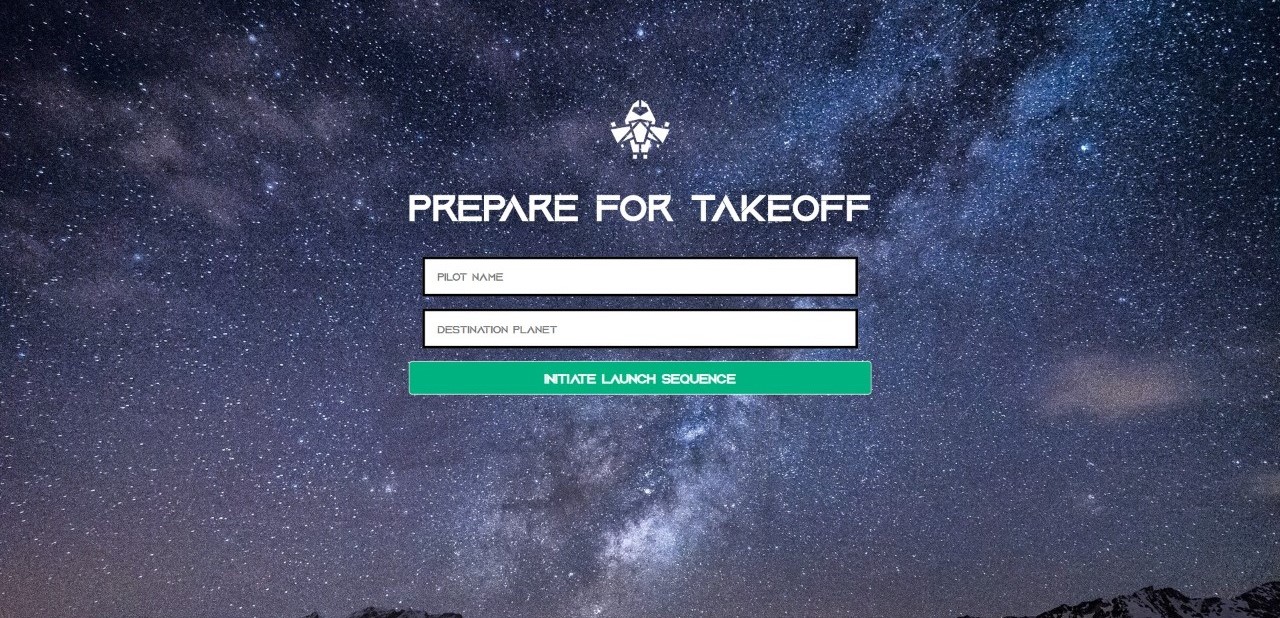 PREPARE FOR TAKEOFF
PILOT NAME
DESTINATION PLANET
INITIATE LAUNCH SEQUENCE